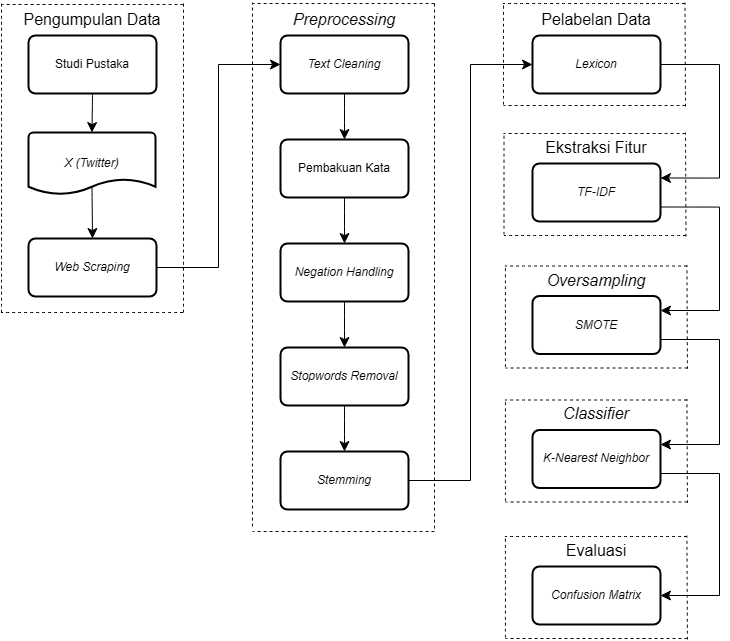 Pengumpulan Data
Studi Pustaka
X (Twitter)
Web Scraping
Preprocessing
Text Cleaning
Pembakuan Kata
Negation Handling
Stopwords Removal
Stemming
Pelabelan Data
Lexicon
Ekstraksi Fitur
TF-IDF
Oversampling
SMOTE
Classifier
K-Nearest Neighbor
Evaluasi
Confusion Matrix